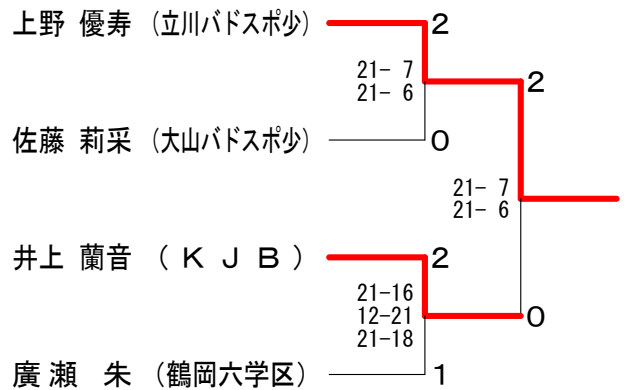 上野 優寿 (立川バドスポ少) 2
21- 7
21- 6
2
佐藤 莉采 (大山バドスポ少) 0
21- 7
21- 6
井上 蘭音 ( K J B ) 2
21-16
12-21
21-18
0
廣瀬 朱 (鶴岡六学区) 1